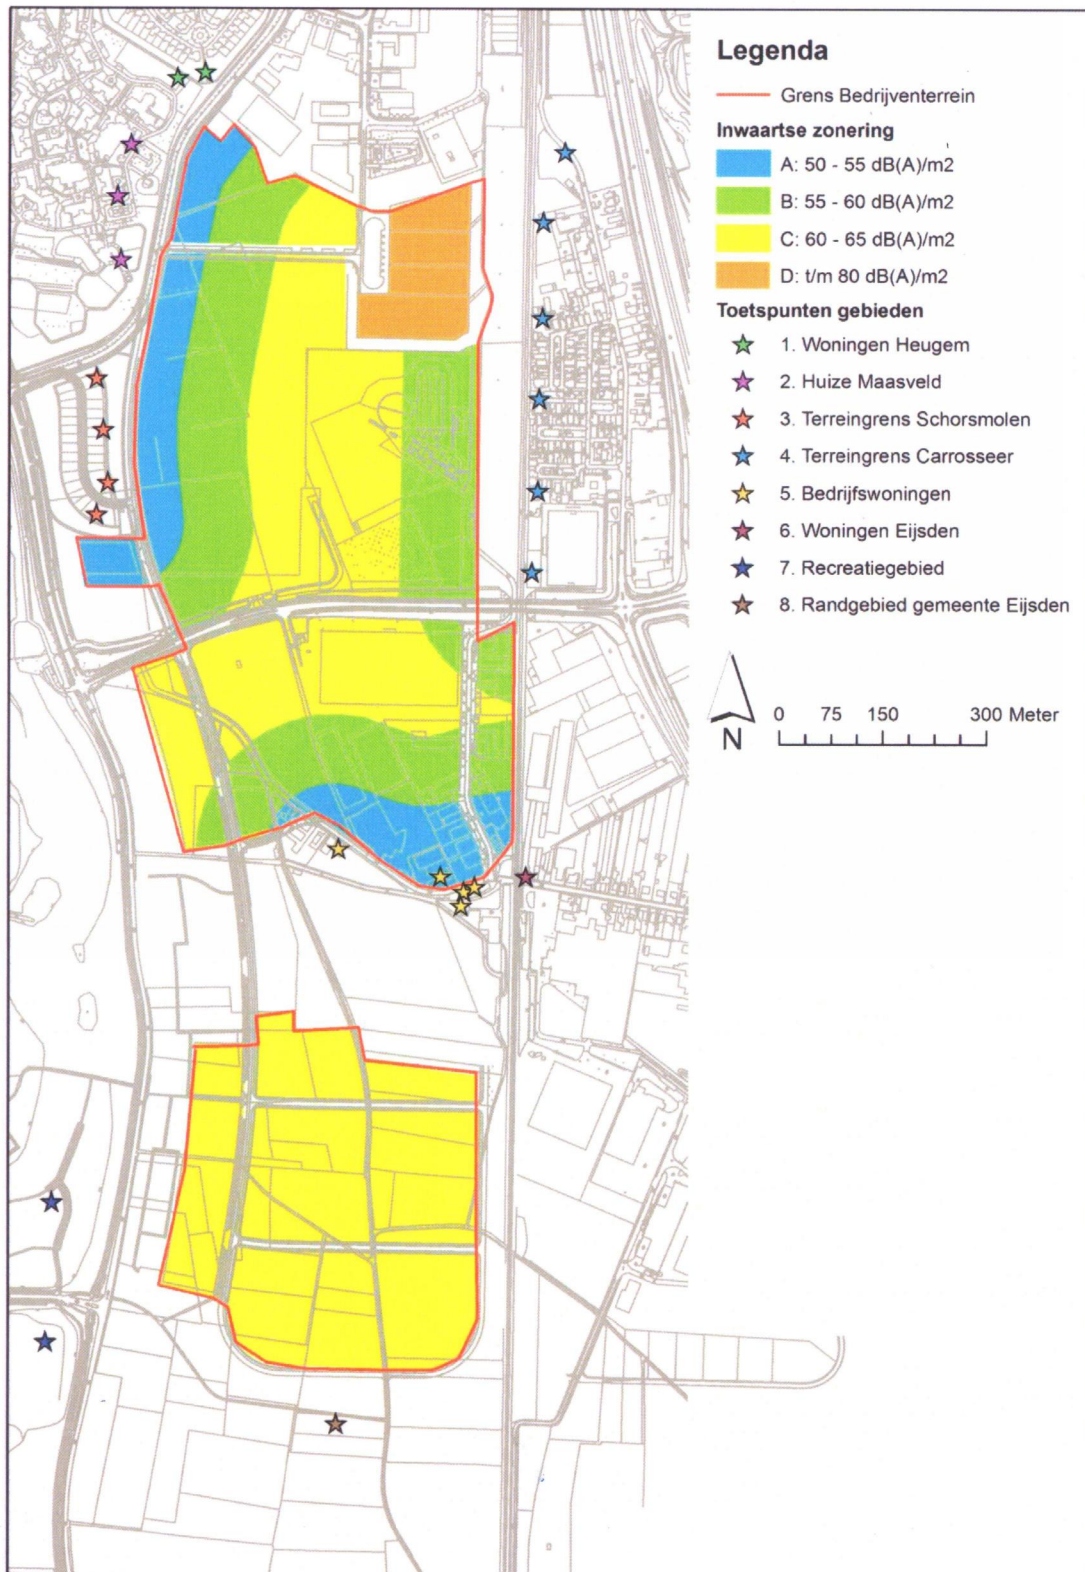 Legenda
Grens Bedrijventerrein
Inwaartse zonering
A: 50 - 55 dB(A)/m2
B: 55 - 60 dB(A)/m2
C: 60 - 65 dB(A)/m2
D: t/m 80 dB(A)/m2
Toetspunten gebieden
1. Woningen Heugem
2. Huize Maasveld
3. Terreingrens Schorsmolen
4. Terreingrens Carrosseer
5. Bedrijfswoningen
6. Woningen Eijsden
7. Recreatiegebied
8. Randgebied gemeente Eijsden
N
0 75 150 300 Meter